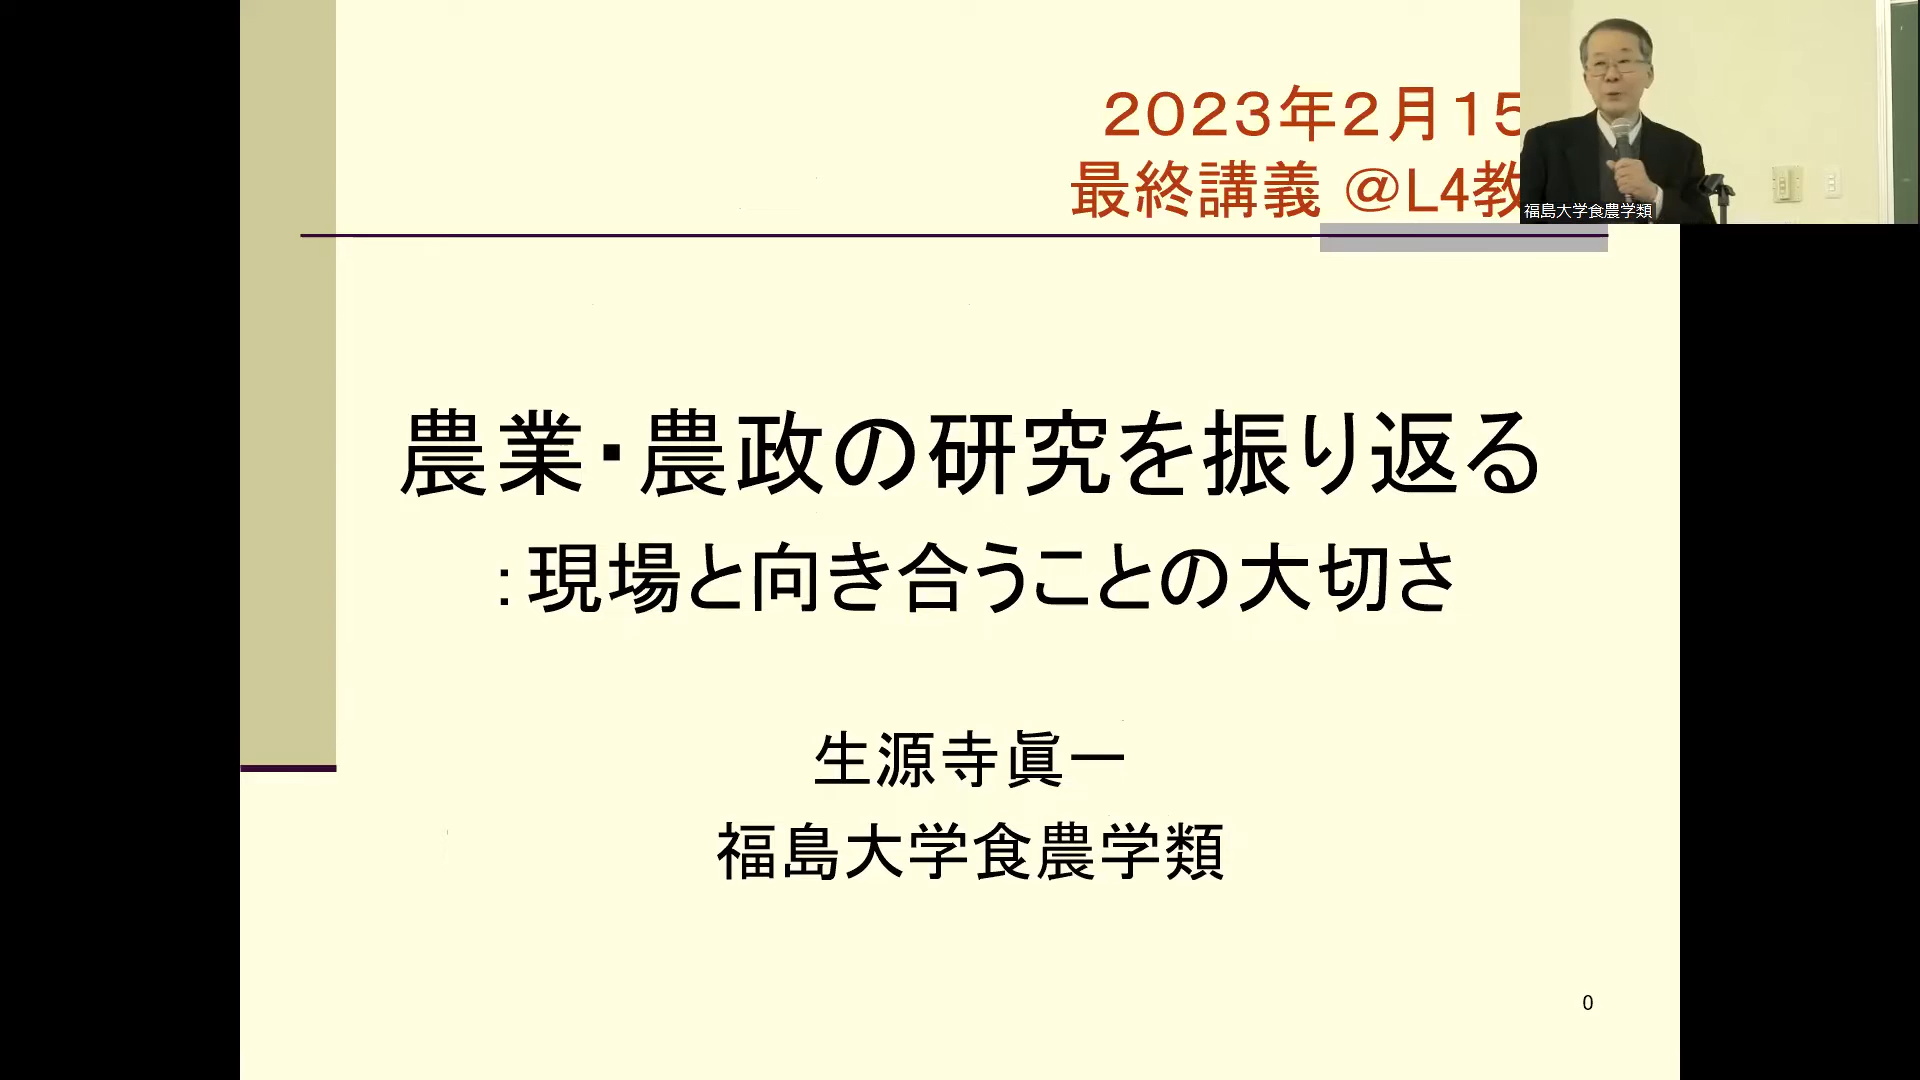 ２０２３年２月１５
最終講義 ＠L4教
福島大学食農学類
農業・農政の研究を振り返る
：現場と向き合うことの大切さ
生源寺眞一
福島大学食農学類
0